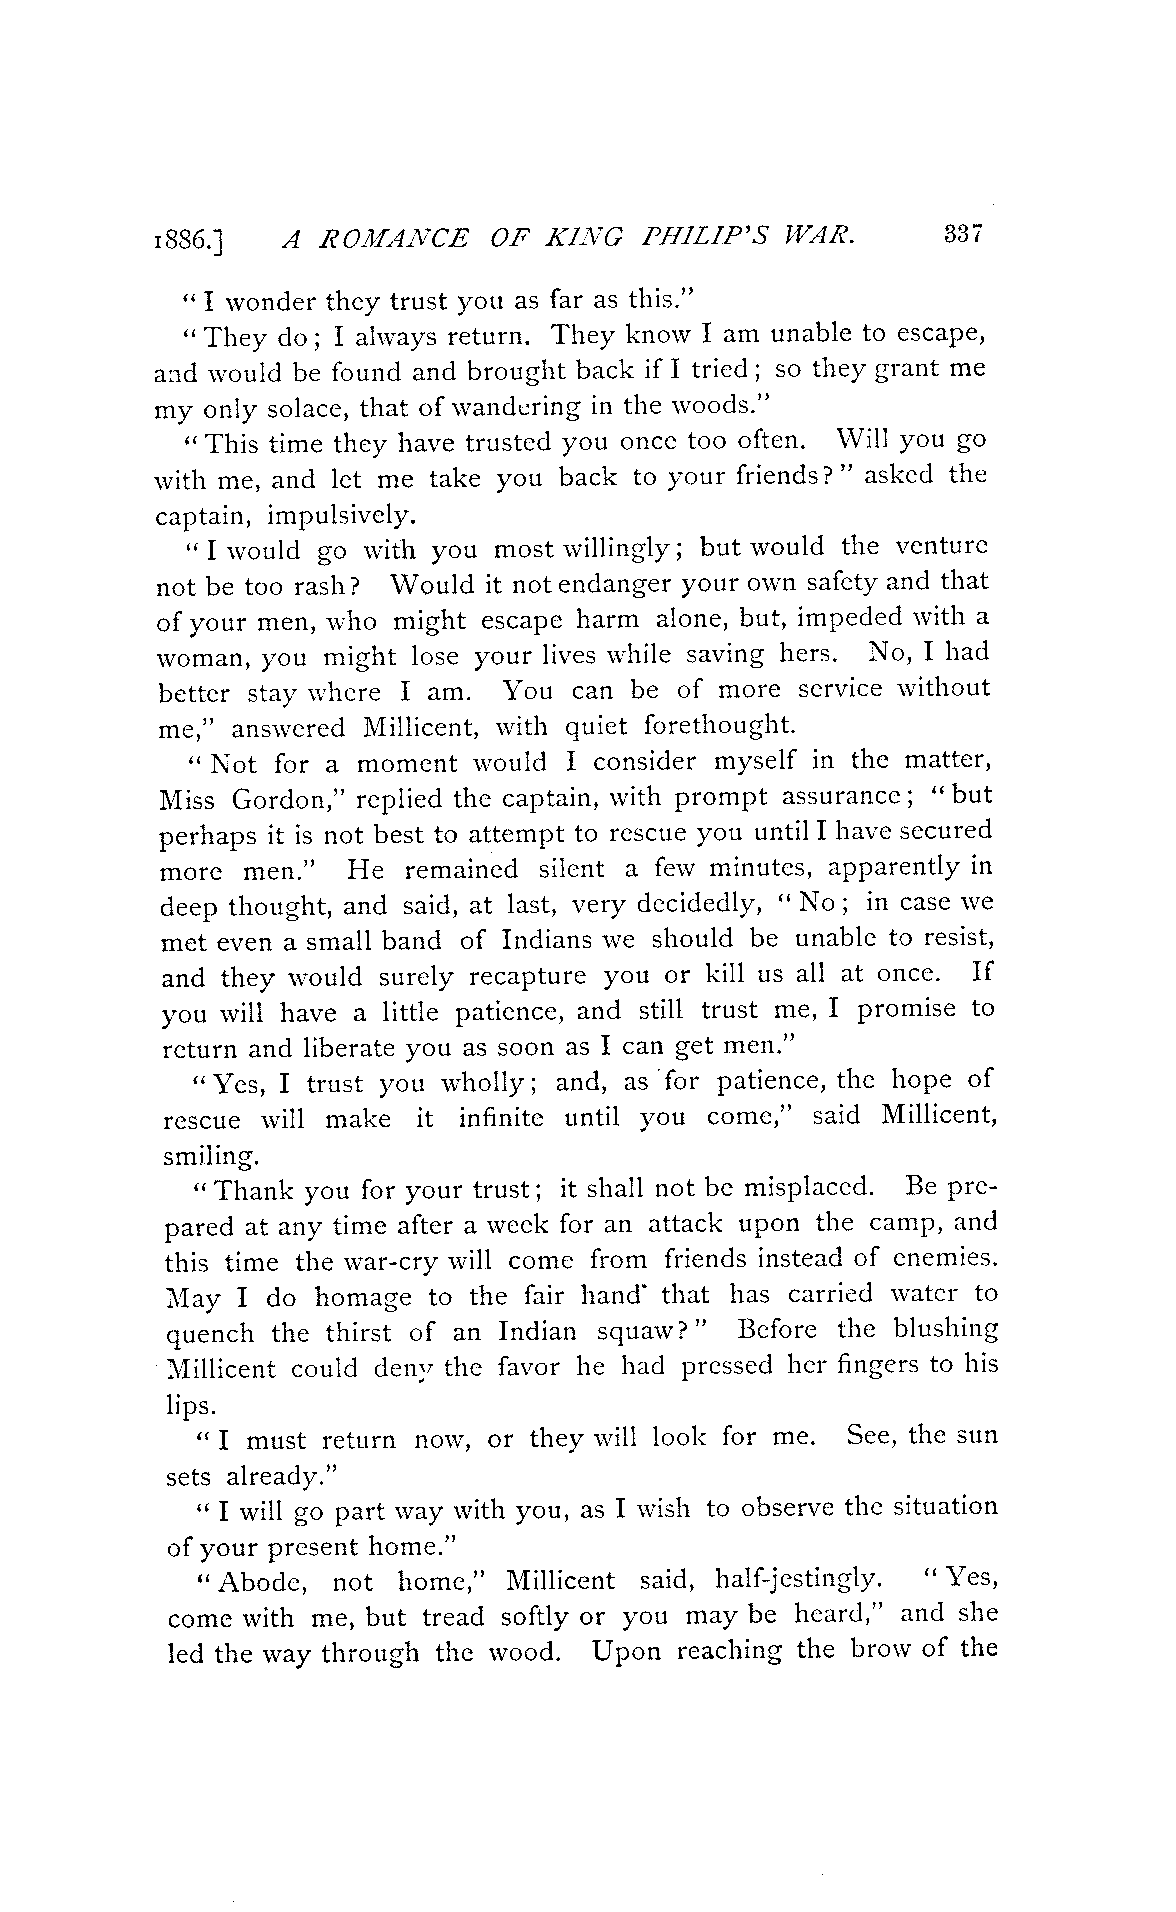 1886.] A ROMANCE OF KING PHILIP'S WAR. 337
“I wonder they trust you as far as this.”
“They do; I always return. They know I am unable to escape,
and would be found and brought back if I tried; so they grant me
my only solace, that of wandering in the woods.”
“This time they have trusted you once too often. Will you go
with me, and let me take you back to your friends?” asked the
captain, impulsively.
“I would go with you most willingly; but would the venture
not be too rash? Would it not endanger your own safety and that
of your men, who might escape harm alone, but, impeded with a
woman, you might lose your lives while saving hers. No, I had
better stay where I am. You can be of more service without
me,” answered Millicent, with quiet forethought.
“Not for a moment would I consider myself in the matter,
Miss Gordon,” replied the captain, with prompt assurance; “but
perhaps it is not best to attempt to rescue you until I have secured
more men.” He remained silent a few minutes, apparently in
deep thought, and said, at last, very decidedly, “No; in case we
met even a small band of Indians we should be unable to resist,
and they would surely recapture you or kill us all at once. If
you will have a little patience, and still trust me, I promise to
return and liberate you as soon as I can get men.”
“Yes, I trust you wholly; and, as for patience, the hope of
rescue will make it infinite until you come,” said Millicent,
smiling.
“Thank you for your trust; it shall not be misplaced. Be pre-
pared at any time after a week for an attack upon the camp, and
this time the war-cry will come from friends instead of enemies.
May I do homage to the fair hand that has carried water to
quench the thirst of an Indian squaw?” Before the blushing
Millicent could deny the favor he had pressed her fingers to his
lips.
“I must return now, or they will look for me. See, the sun
sets already.”
“I will go part way with you, as I wish to observe the situation
of your present home.”
“Abode, not home,” Millicent said, half-jestingly. “Yes,
come with me, but tread softly or you may be heard,” and she
led the way through the wood. Upon reaching the brow of the